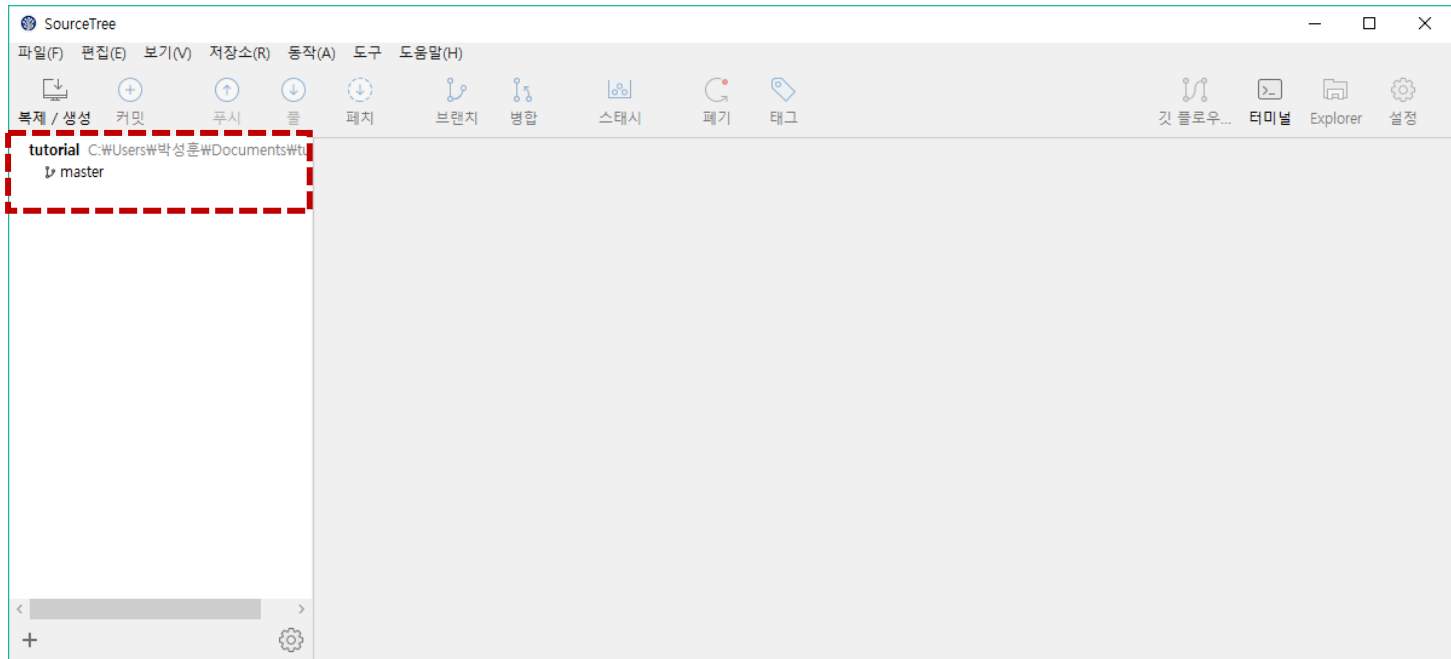 SourceTree
파일(F) 편집(E) 보기(V) 저장소(R) 동작(A) 도구 도움말(H)
복제 / 생성 커밋 푸시 풀 페치 브랜치 병합 스태시 폐기 태그 깃 플로우... 터미널 Explorer 설정
tutorial C:₩Users₩박성훈₩Documents₩tu
master